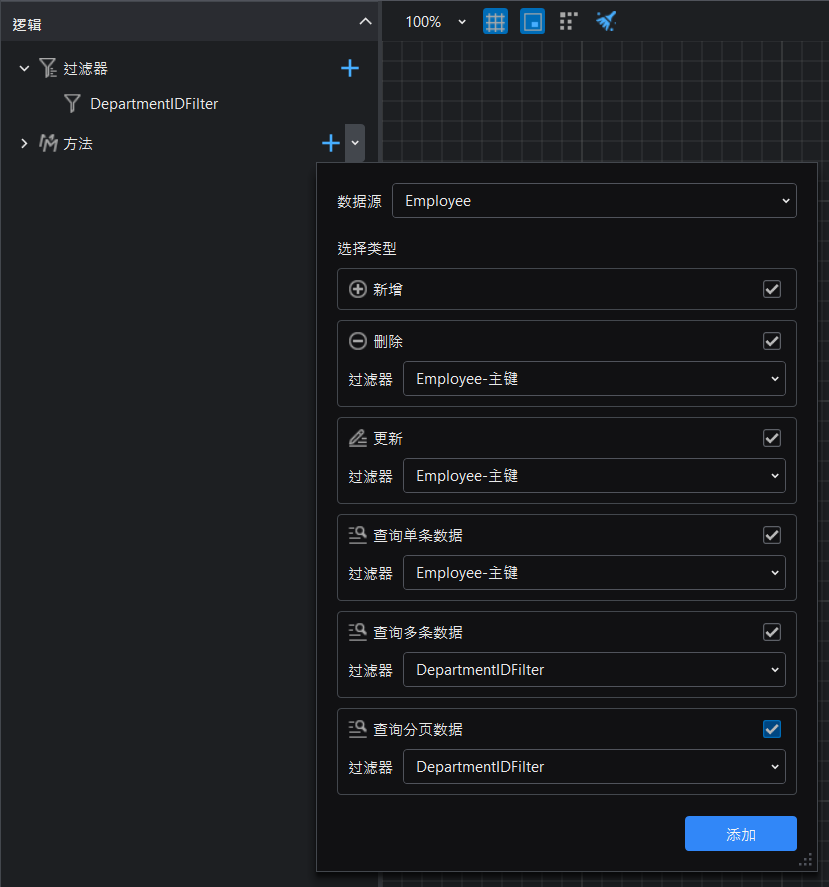 逻辑
100%
过滤器
DepartmentIDFilter
方法
数据源
Employee
选择类型
新增
删除
过滤器
Employee-主键
更新
过滤器
Employee-主键
查询单条数据
过滤器
Employee-主键
查询多条数据
过滤器
DepartmentIDFilter
查询分页数据
过滤器
DepartmentIDFilter
添加